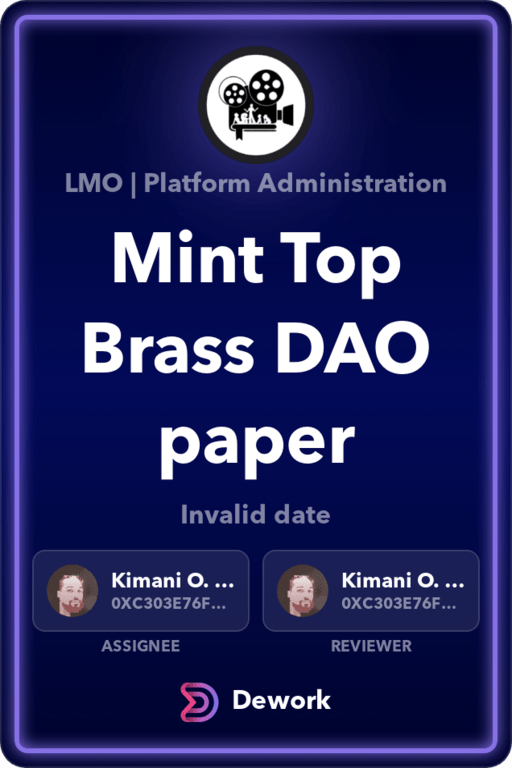 LMO | Platform Administration
Mint Top
Brass DAO
paper
Invalid date
Kimani O. ...
0XC303E76F...
Kimani O. ...
0XC303E76F...
ASSIGNEE
REVIEWER
Dework